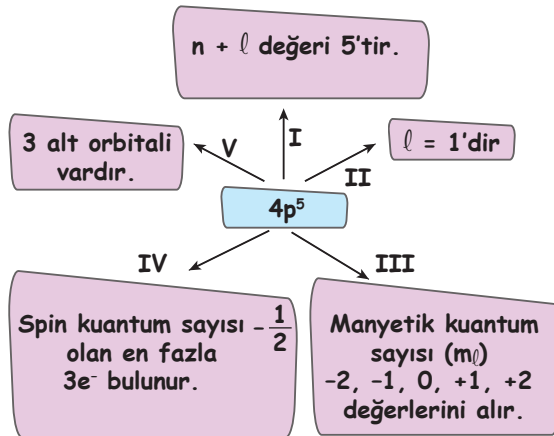 n + ℓ değeri 5'tir.
I
3 alt orbitali
vardır.
V
ℓ = 1'dir
II
4p⁵
IV
III
Spin kuantum sayısı -1/2
olan en fazla
3e⁻ bulunur.
Manyetik kuantum
sayısı (mℓ)
-2, -1, 0, +1, +2
değerlerini alır.